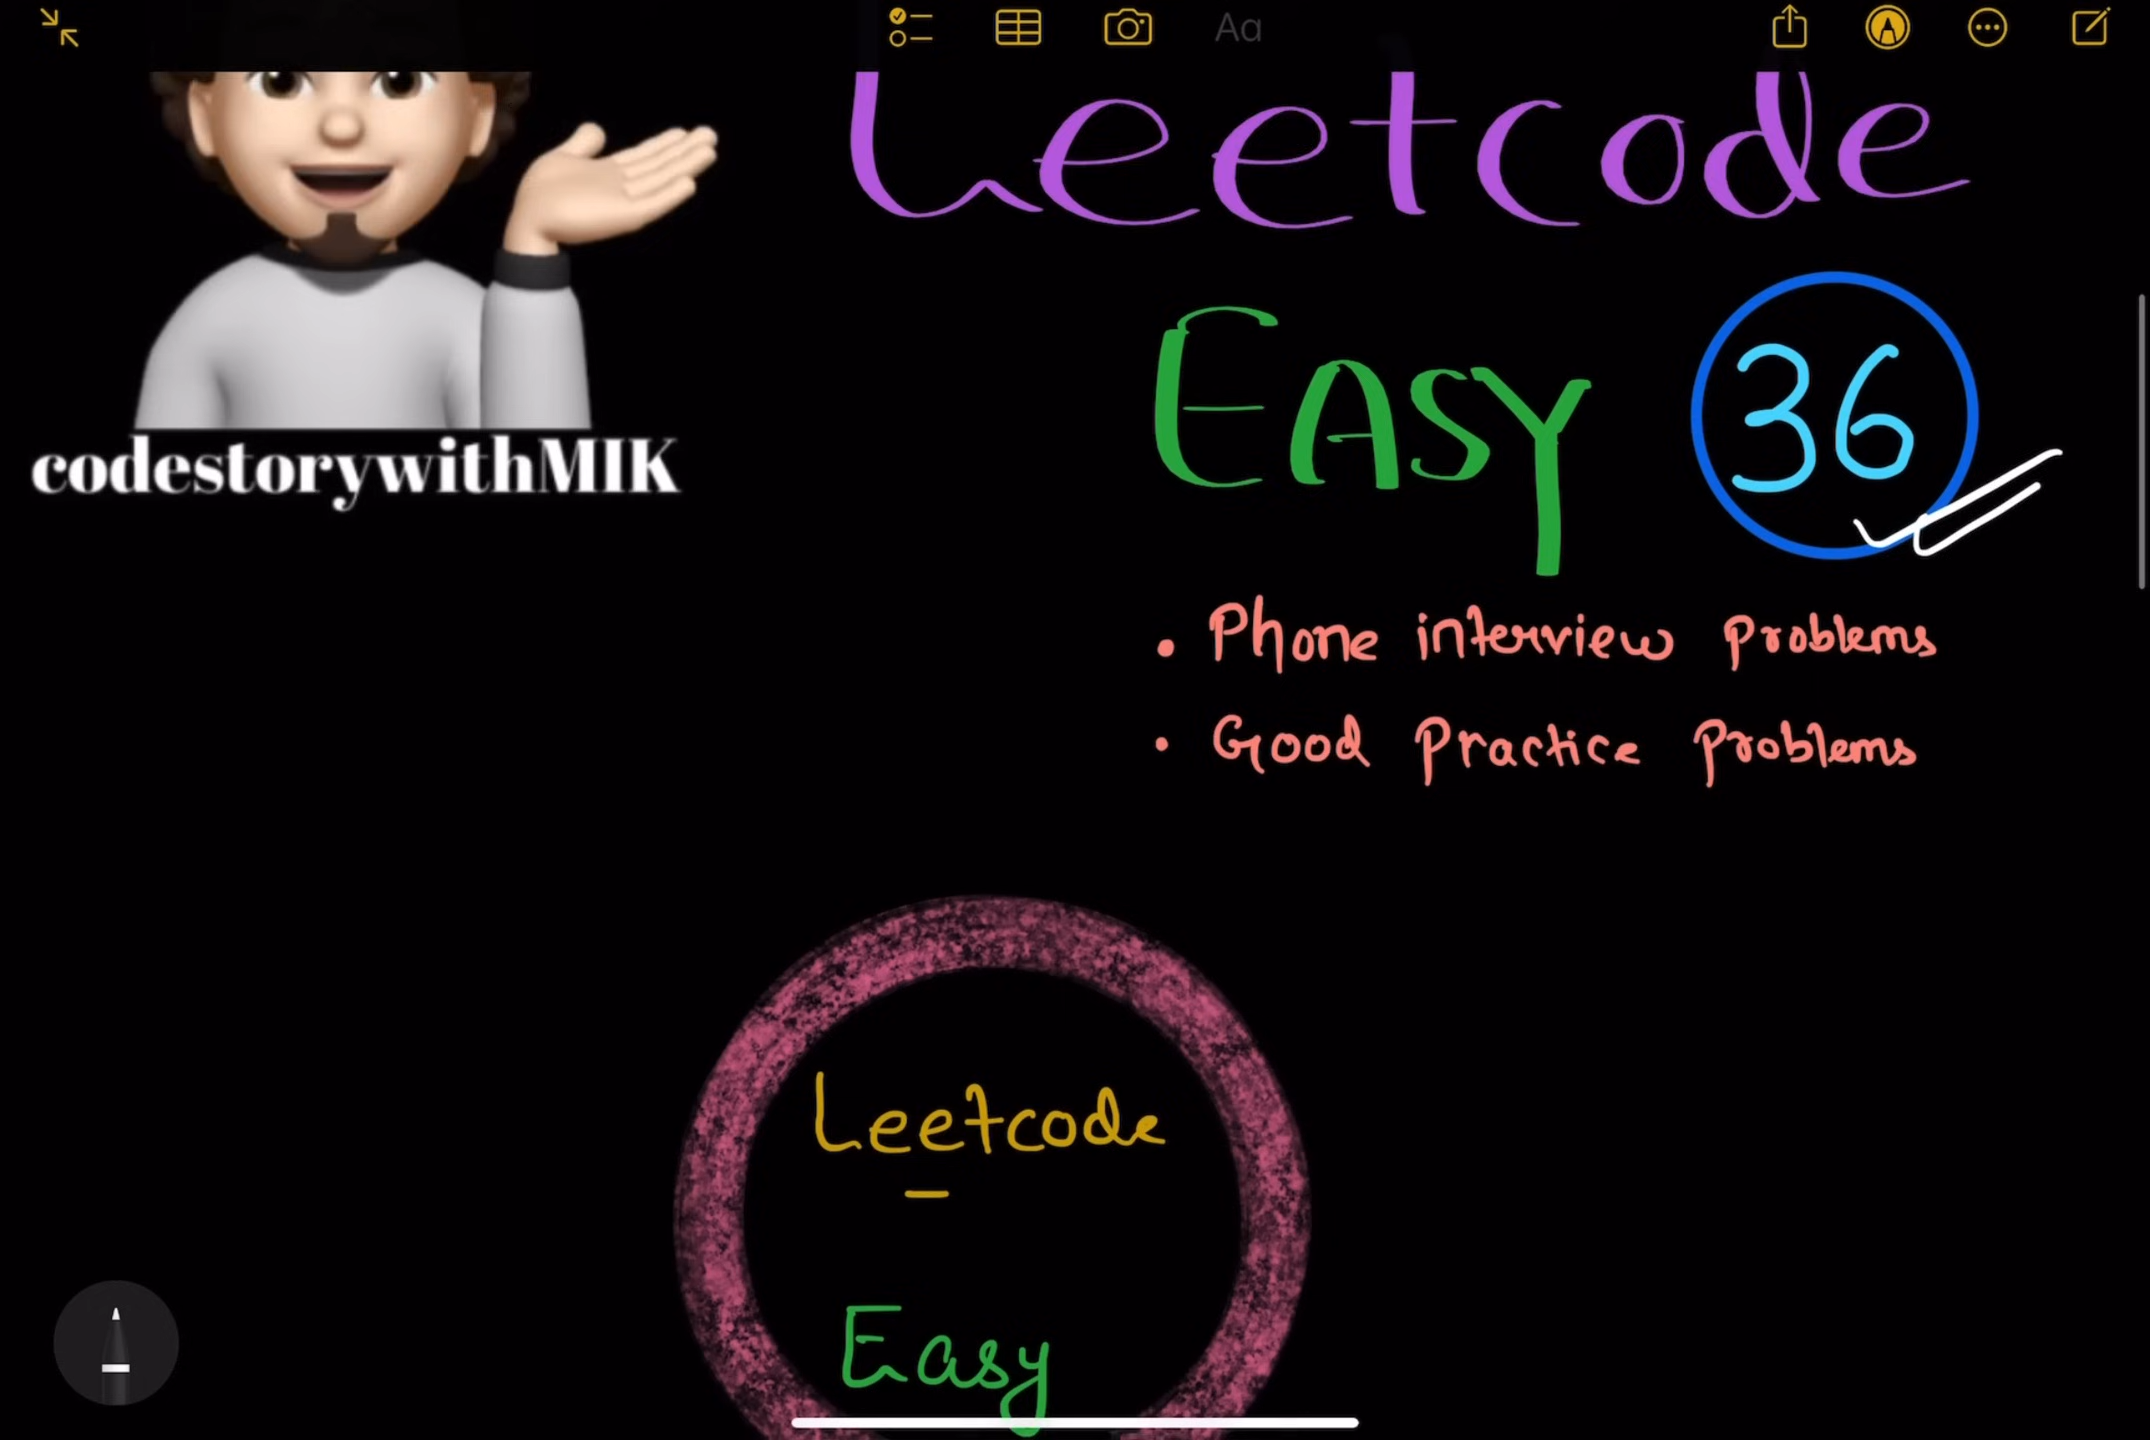 Aa
Leetcode
EASY 36
codestorywithMIK
• Phone interview problems
• Good Practice Problems
Leetcode
Easy